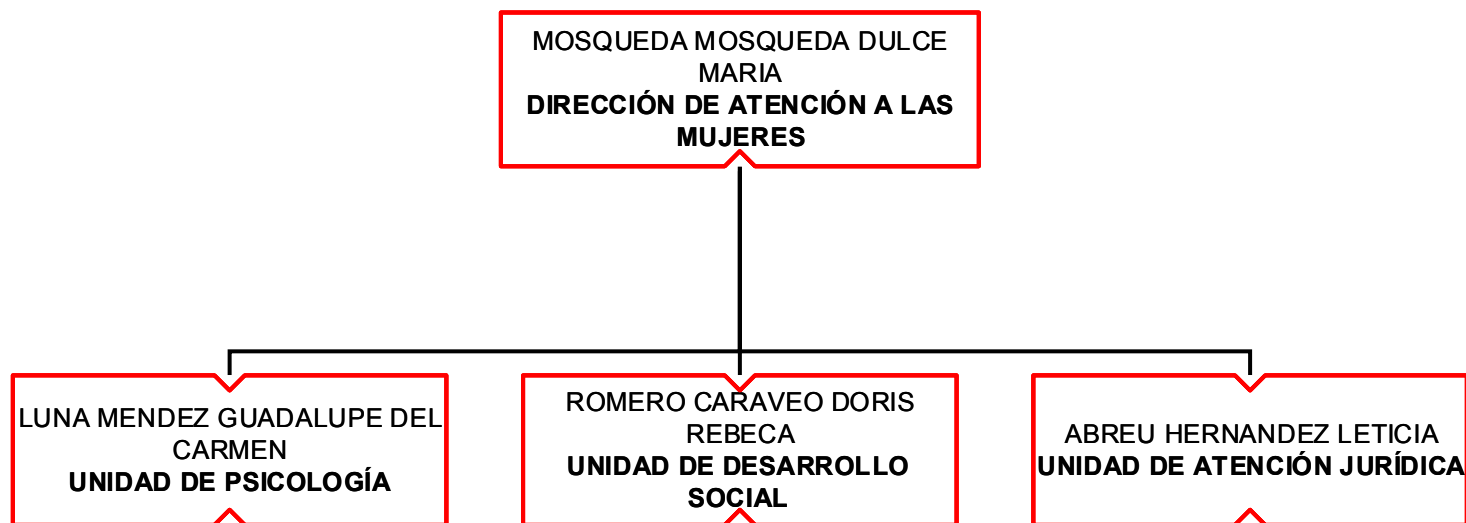 MOSQUEDA MOSQUEDA DULCE
MARIA
DIRECCIÓN DE ATENCIÓN A LAS
MUJERES
LUNA MENDEZ GUADALUPE DEL
CARMEN
UNIDAD DE PSICOLOGÍA
ROMERO CARAVEO DORIS
REBECA
UNIDAD DE DESARROLLO
SOCIAL
ABREU HERNANDEZ LETICIA
UNIDAD DE ATENCIÓN JURÍDICA